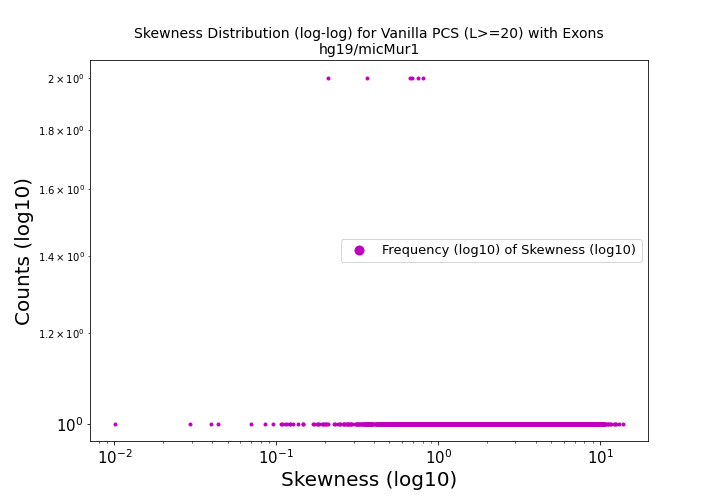 Skewness Distribution (log-log) for Vanilla PCS (L>=20) with Exons
hg19/micMur1
Counts (log10)
2 × 10⁰
1.8 × 10⁰
1.6 × 10⁰
1.4 × 10⁰
1.2 × 10⁰
10⁰
Frequency (log10) of Skewness (log10)
10⁻² 10⁻¹ 10⁰ 10¹
Skewness (log10)